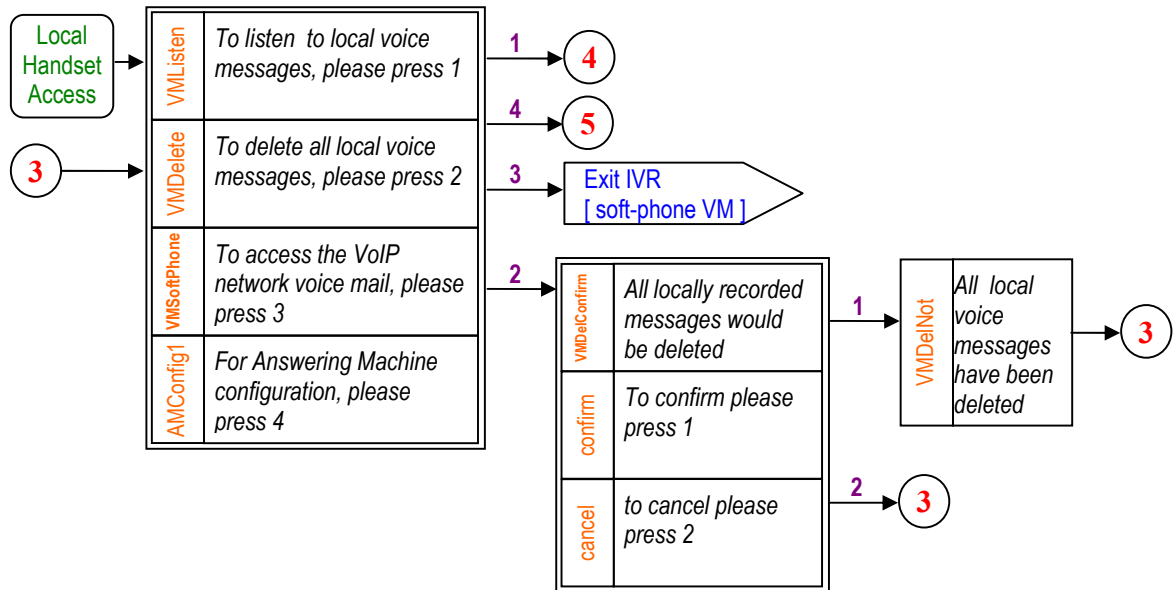 Local
Handset
Access
3
VMListen
To listen  to local voice
messages, please press 1
VMDelete
To delete all local voice
messages, please press 2
VMSoftPhone
To access the VoIP
network voice mail, please
press 3
AMConfig1
For Answering Machine
configuration, please
press 4
1
4
4
5
3
Exit IVR
[ soft-phone VM ]
2
VMDelConfirm
All locally recorded
messages would
be deleted
confirm
To confirm please
press 1
cancel
to cancel please
press 2
1
VMDelNot
All  local
voice
messages
have been
deleted
3
2
3